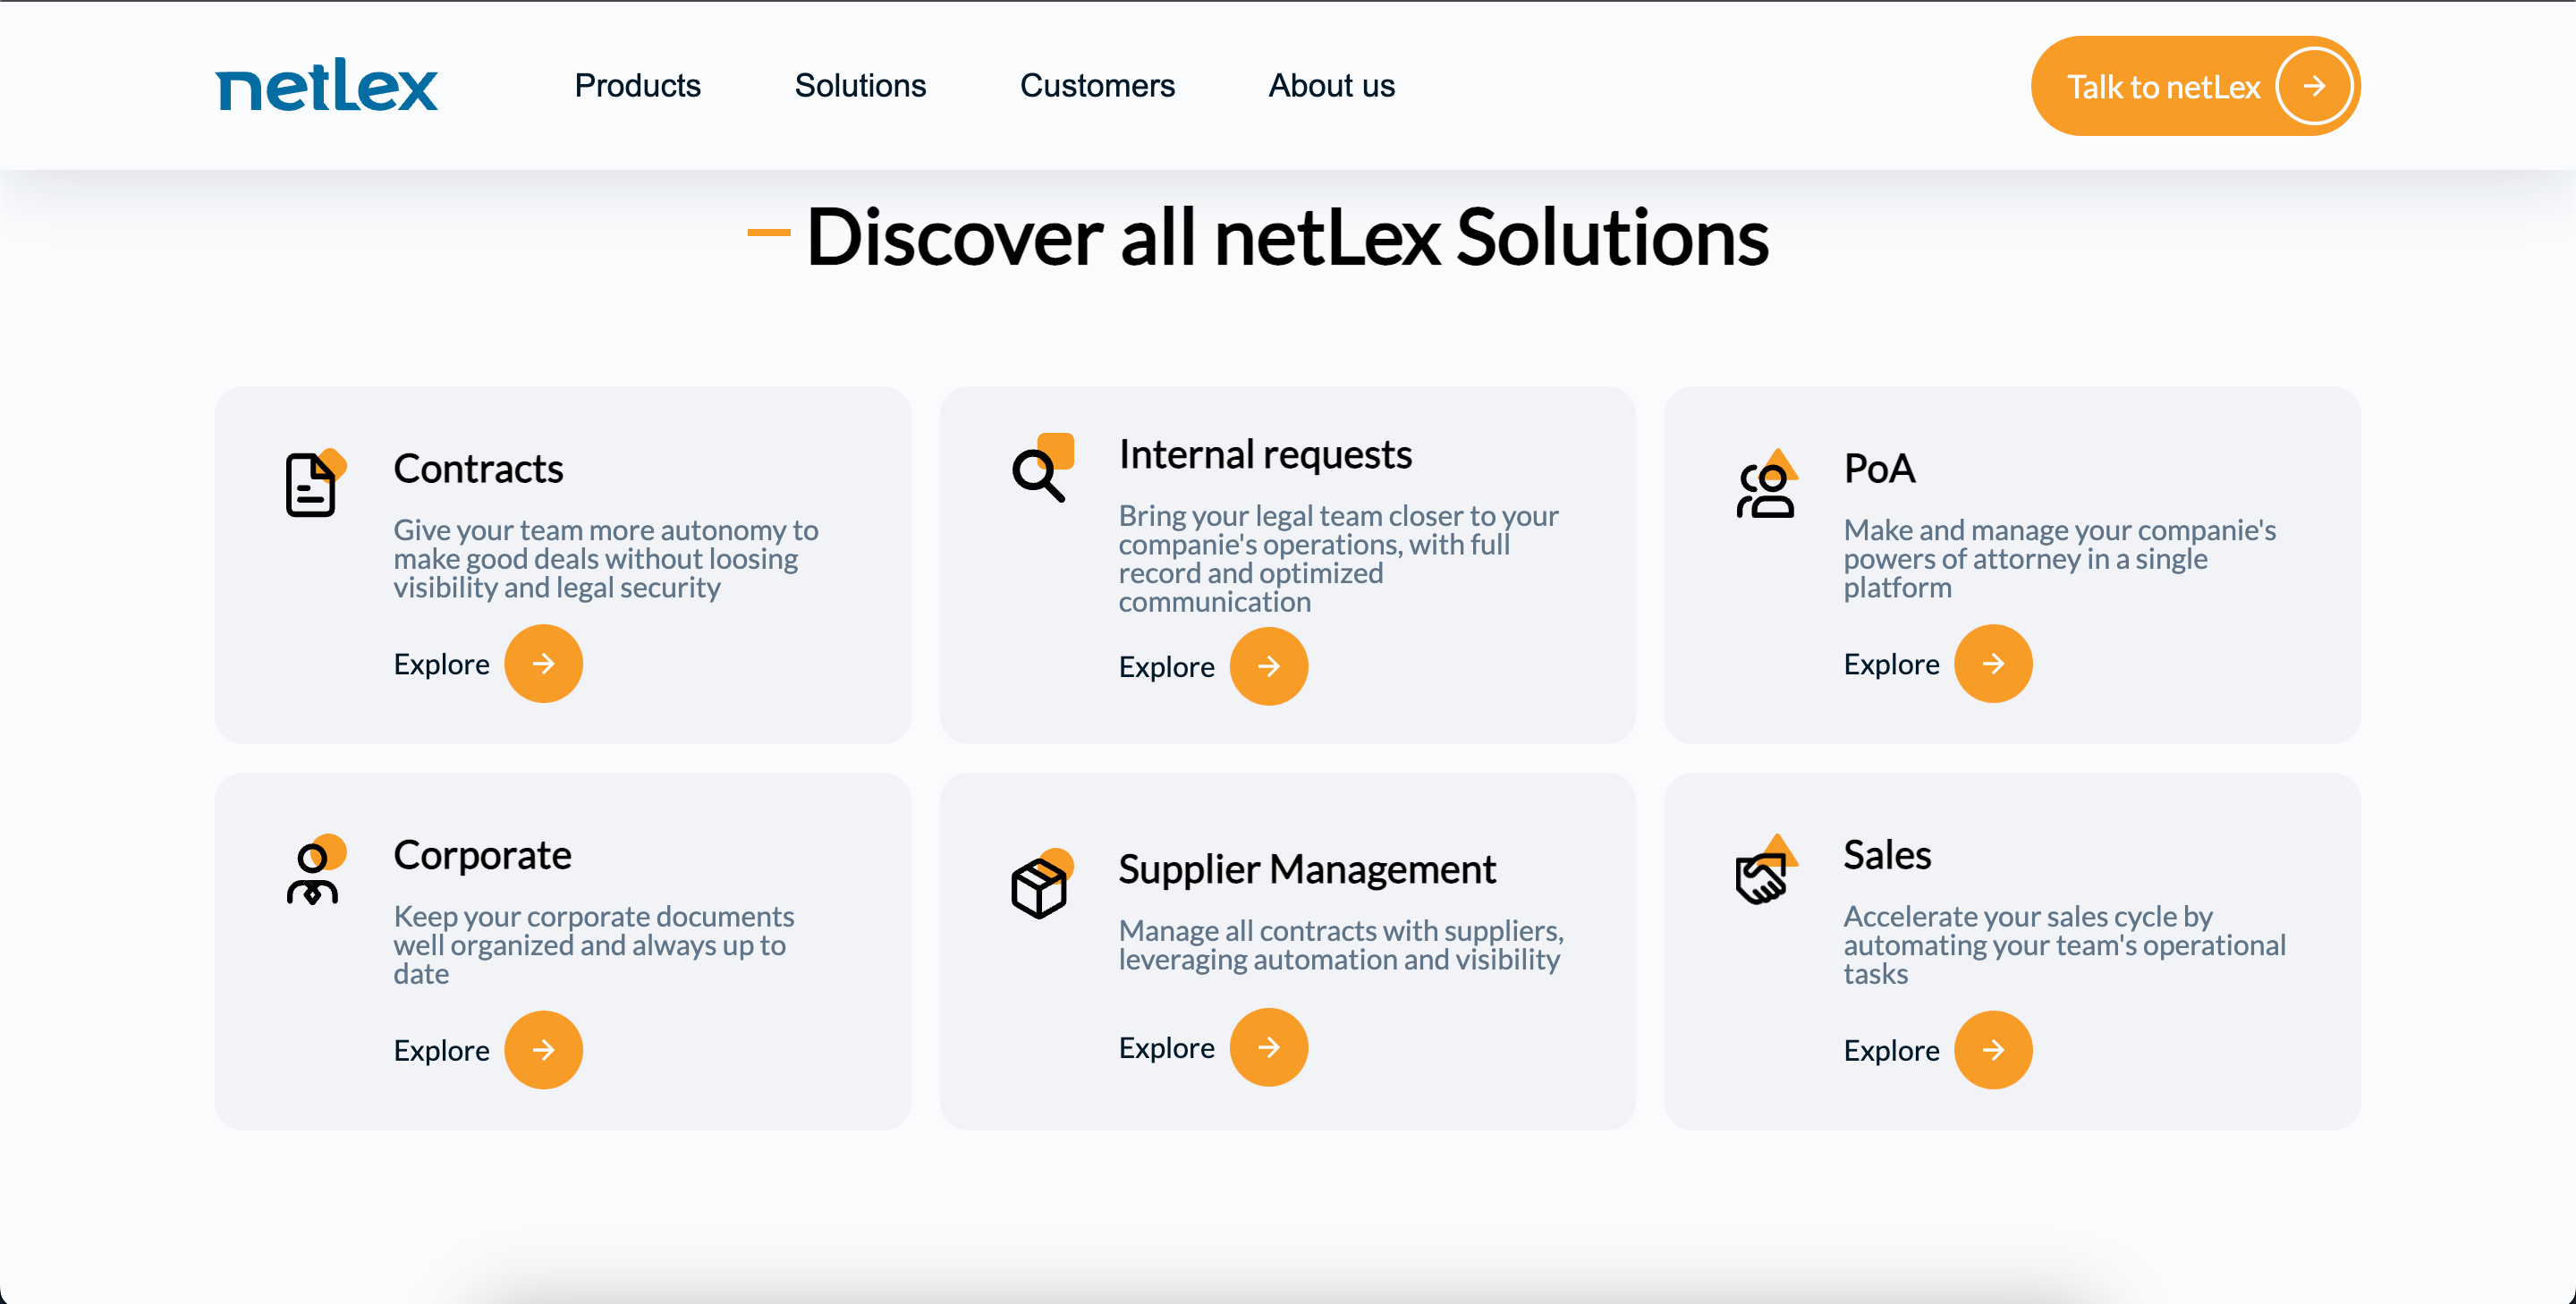 netLex
Products
Solutions
Customers
About us
Talk to netLex
Discover all netLex Solutions
Contracts
Give your team more autonomy to
make good deals without loosing
visibility and legal security
Explore
Internal requests
Bring your legal team closer to your
companie's operations, with full
record and optimized
communication
Explore
PoA
Make and manage your companie's
powers of attorney in a single
platform
Explore
Corporate
Keep your corporate documents
well organized and always up to
date
Explore
Supplier Management
Manage all contracts with suppliers,
leveraging automation and visibility
Explore
Sales
Accelerate your sales cycle by
automating your team's operational
tasks
Explore